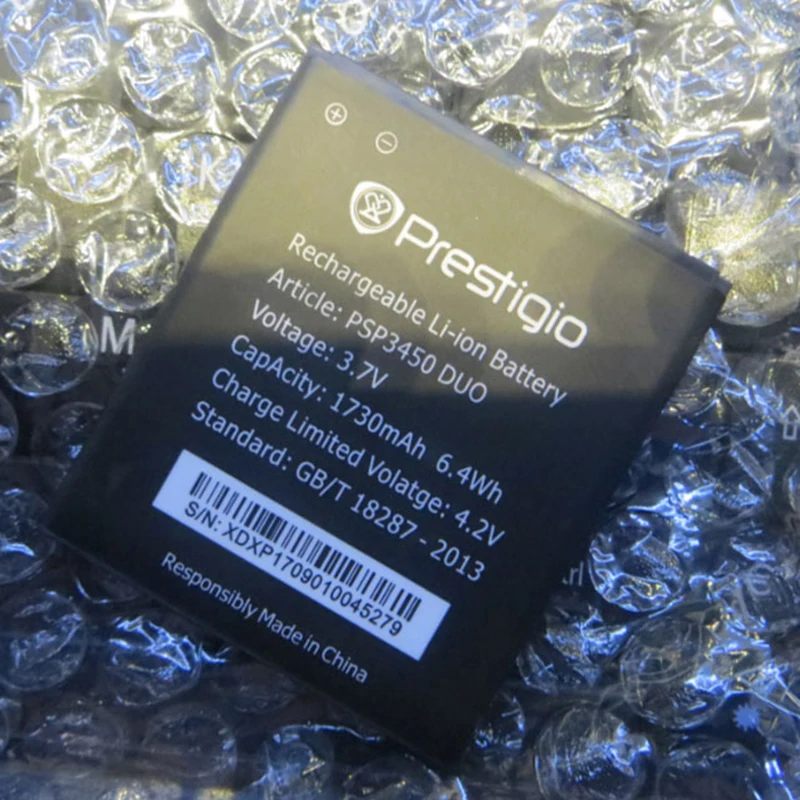 Prestigio
Rechargeable Li-ion Battery
Article: PSP3450 DUO
Voltage: 3.7V
CapAcity: 1730mAh 6.4Wh
Charge Limited Volatge: 4.2V
Standard: GB/T 18287 - 2013
S/N: XDXP1709010045279
Responsibly Made in China